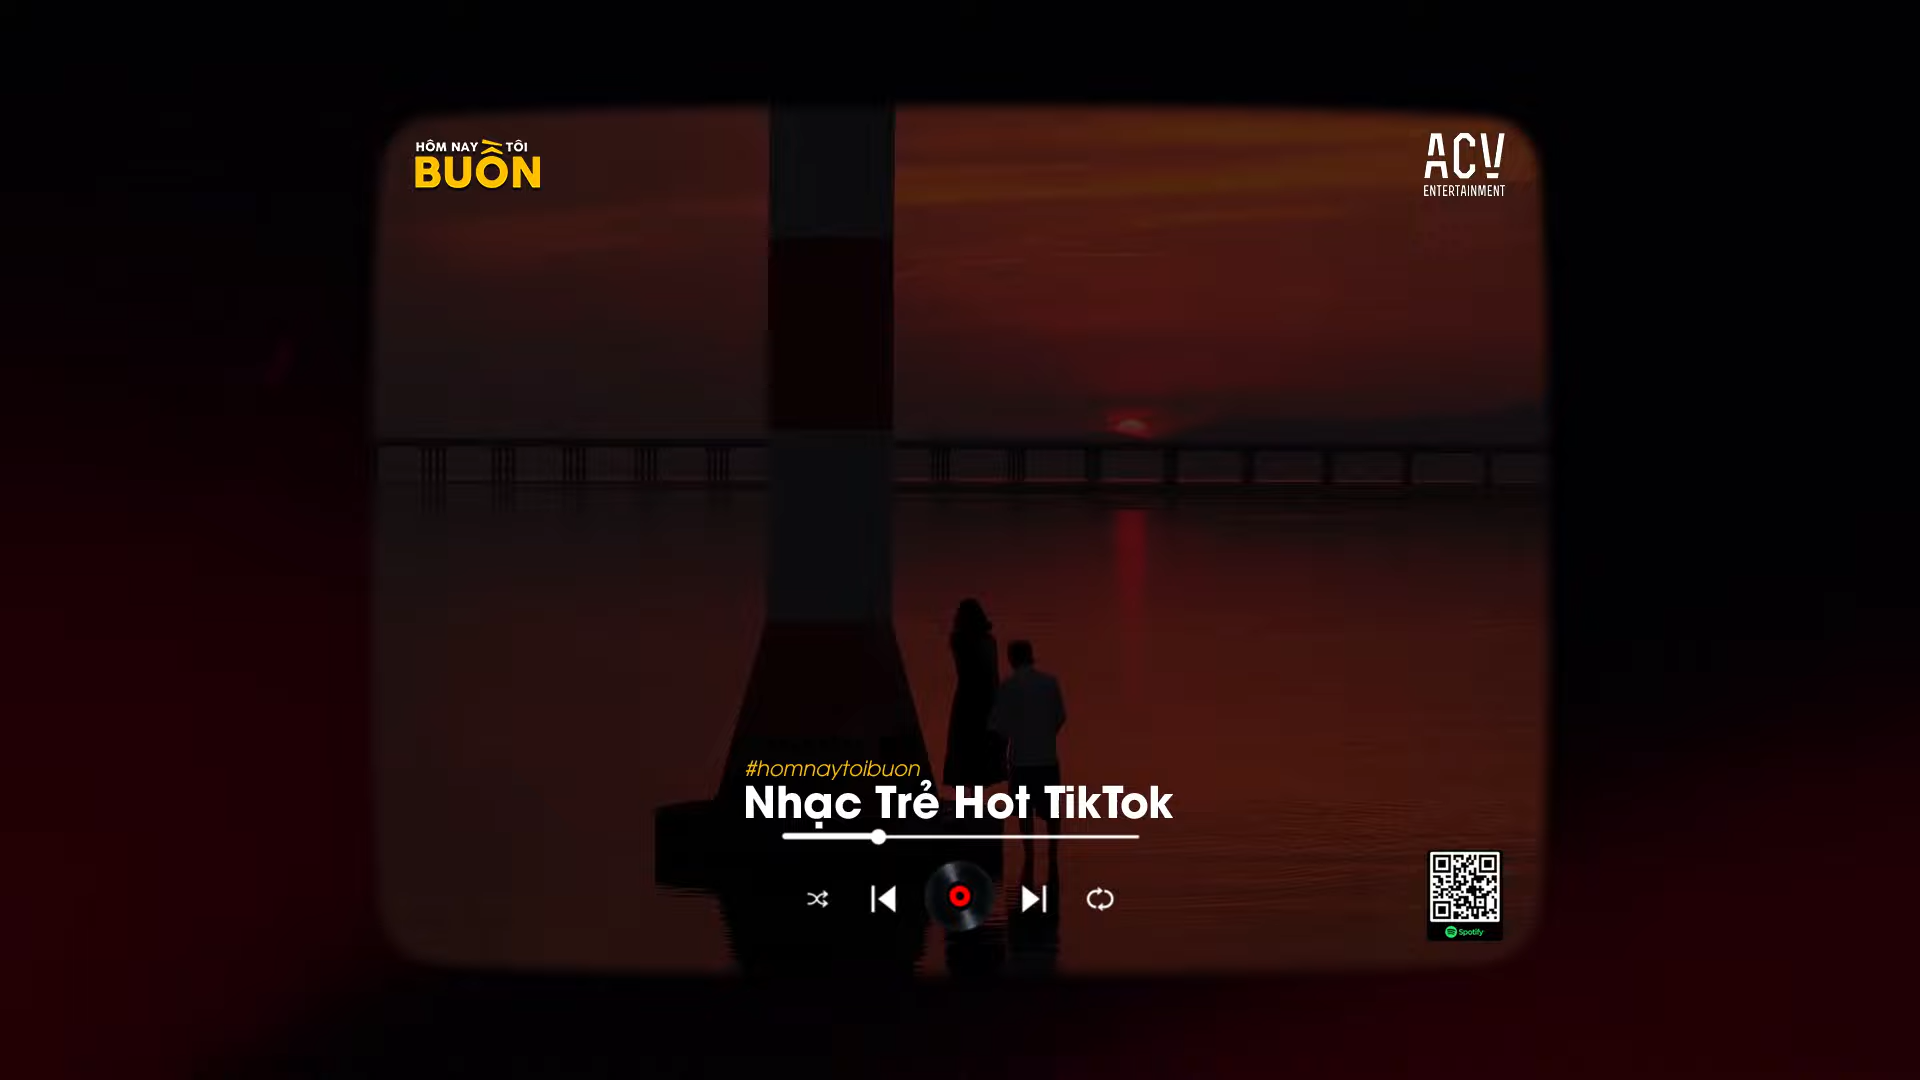 HÔM NAY TÔI
BUỒN
ACV
ENTERTAINMENT
#homnaytoibuon
Nhạc Trẻ Hot TikTok
Spotify